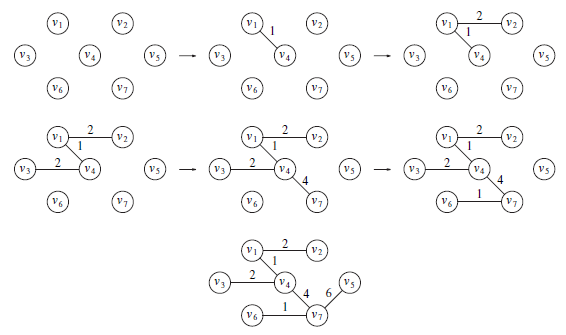 v1 v2 v1 v2 v1 2 v2
1 1
v3 v4 v5 v3 v4 v5 v3 v4 v5
v6 v7 v6 v7 v6 v7
v1 2 v2 v1 2 v2 v1 2 v2
1 1 1
v3 2 v4 v5 v3 2 v4 v5 v3 2 v4 v5
4 4
v6 v7 v6 v7 v6 1 v7
v1 2 v2
1
v3 2 v4 v5
4 6
v6 1 v7